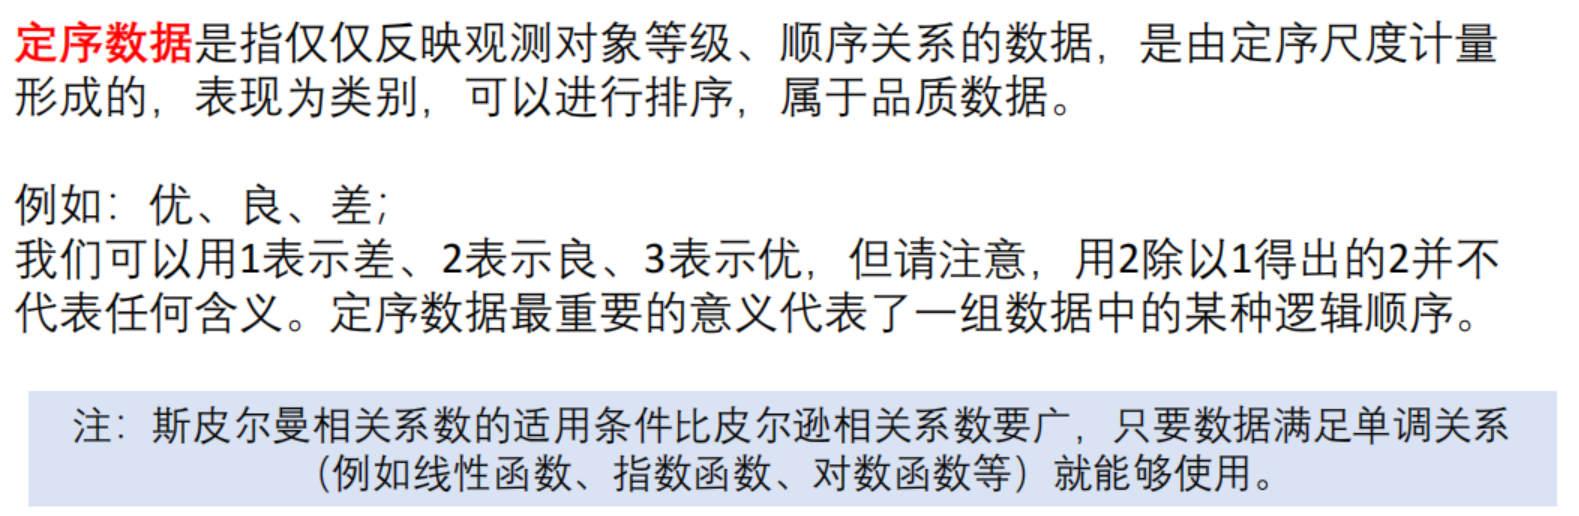 定序数据是指仅仅反映观测对象等级、顺序关系的数据，是由定序尺度计量
形成的，表现为类别，可以进行排序，属于品质数据。
例如：优、良、差；
我们可以用1表示差、2表示良、3表示优，但请注意，用2除以1得出的2并不
代表任何含义。定序数据最重要的意义代表了一组数据中的某种逻辑顺序。
注：斯皮尔曼相关系数的适用条件比皮尔逊相关系数要广，只要数据满足单调关系
（例如线性函数、指数函数、对数函数等）就能够使用。